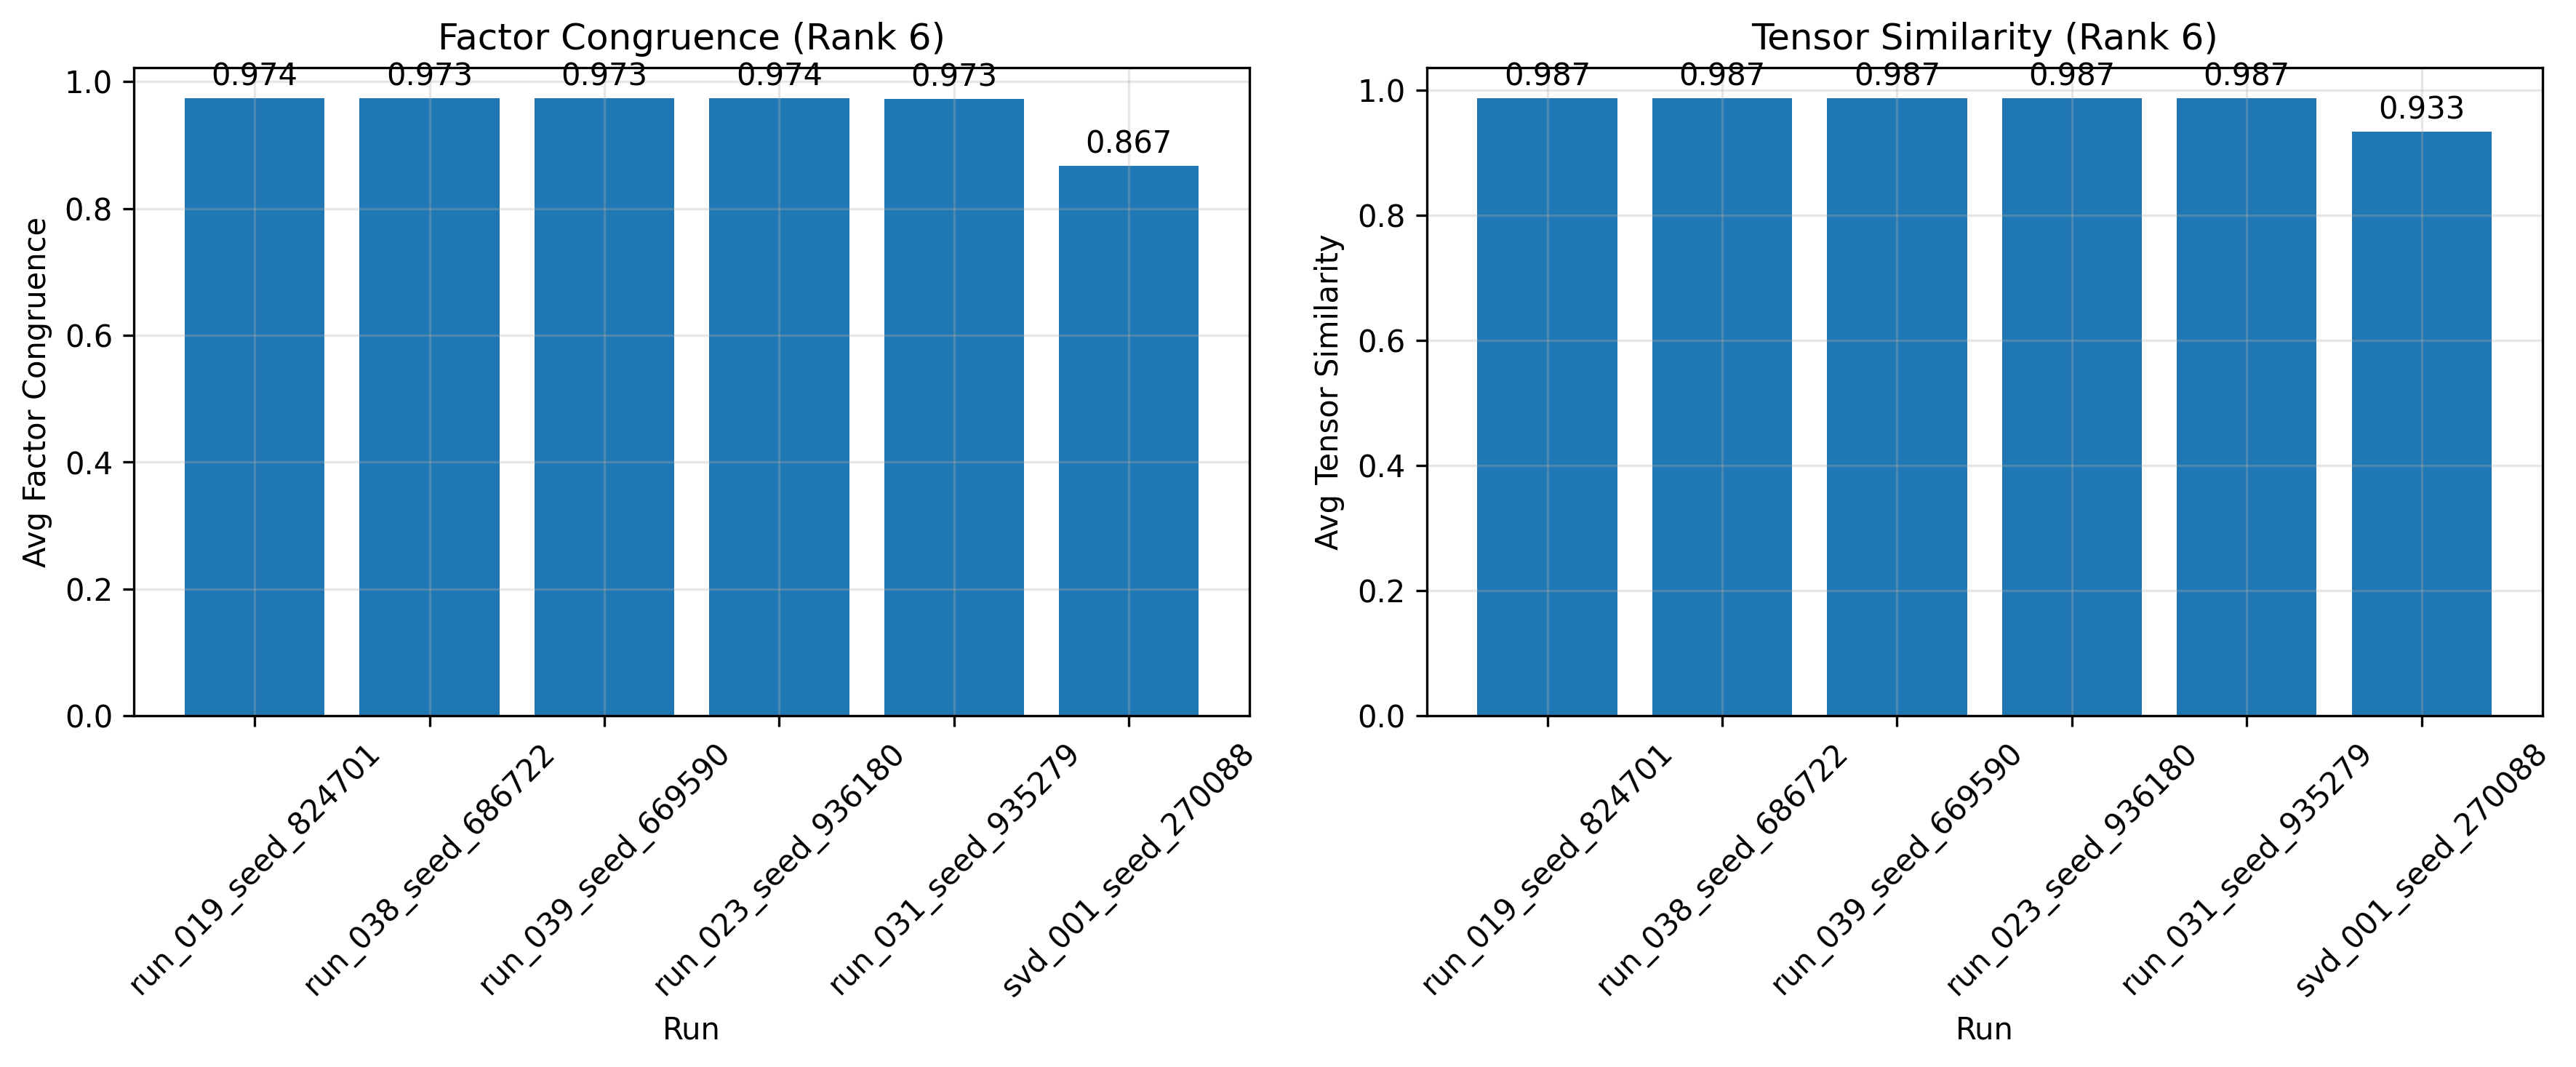 Factor Congruence (Rank 6)
Avg Factor Congruence
1.0
0.8
0.6
0.4
0.2
0.0
0.974
0.973
0.973
0.974
0.973
0.867
run_019_seed_824701
run_038_seed_686722
run_039_seed_669590
run_023_seed_936180
run_031_seed_935279
svd_001_seed_270088
Run
Tensor Similarity (Rank 6)
Avg Tensor Similarity
1.0
0.8
0.6
0.4
0.2
0.0
0.987
0.987
0.987
0.987
0.987
0.933
run_019_seed_824701
run_038_seed_686722
run_039_seed_669590
run_023_seed_936180
run_031_seed_935279
svd_001_seed_270088
Run